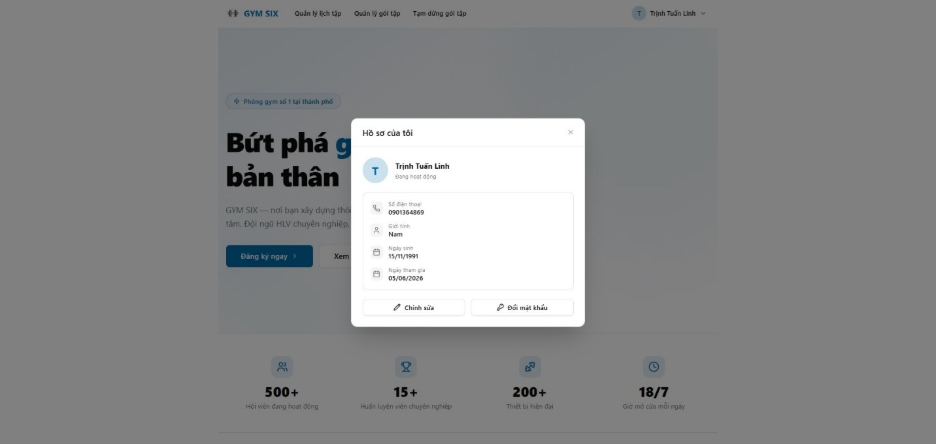 GYM SIX
Quản lý lịch tập
Quản lý gói tập
Tạm dừng gói tập
T
Trịnh Tuấn Linh
Phòng gym số 1 tại thành phố
Bứt phá g
bản thân
GYM SIX — nơi bạn xây dựng thói
tâm. Đội ngũ HLV chuyên nghiệp,
Đăng ký ngay
Xem
Hồ sơ của tôi
T
Trịnh Tuấn Linh
Đang hoạt động
Số điện thoại
0901364869
Giới tính
Nam
Ngày sinh
15/11/1991
Ngày tham gia
05/06/2026
Chỉnh sửa
Đổi mật khẩu
500+
Hội viên đang hoạt động
15+
Huấn luyện viên chuyên nghiệp
200+
Thiết bị hiện đại
18/7
Giờ mở cửa mỗi ngày